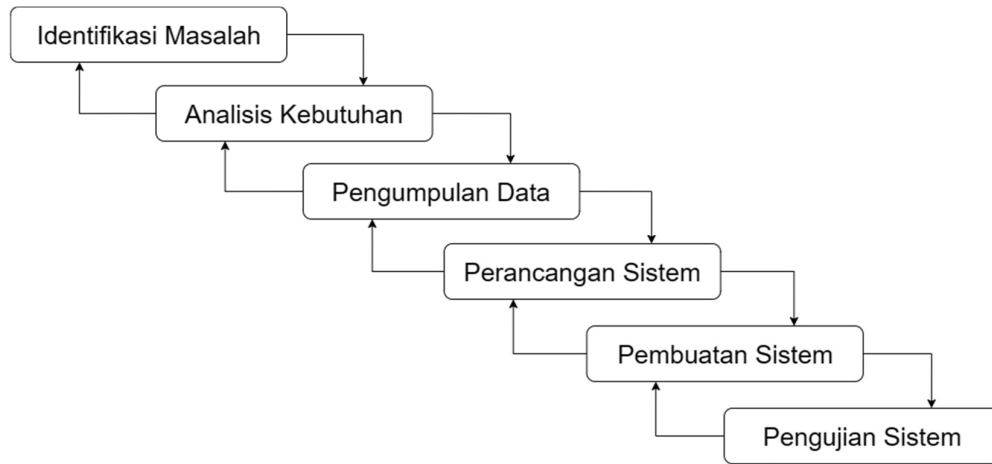 Identifikasi Masalah
Analisis Kebutuhan
Pengumpulan Data
Perancangan Sistem
Pembuatan Sistem
Pengujian Sistem